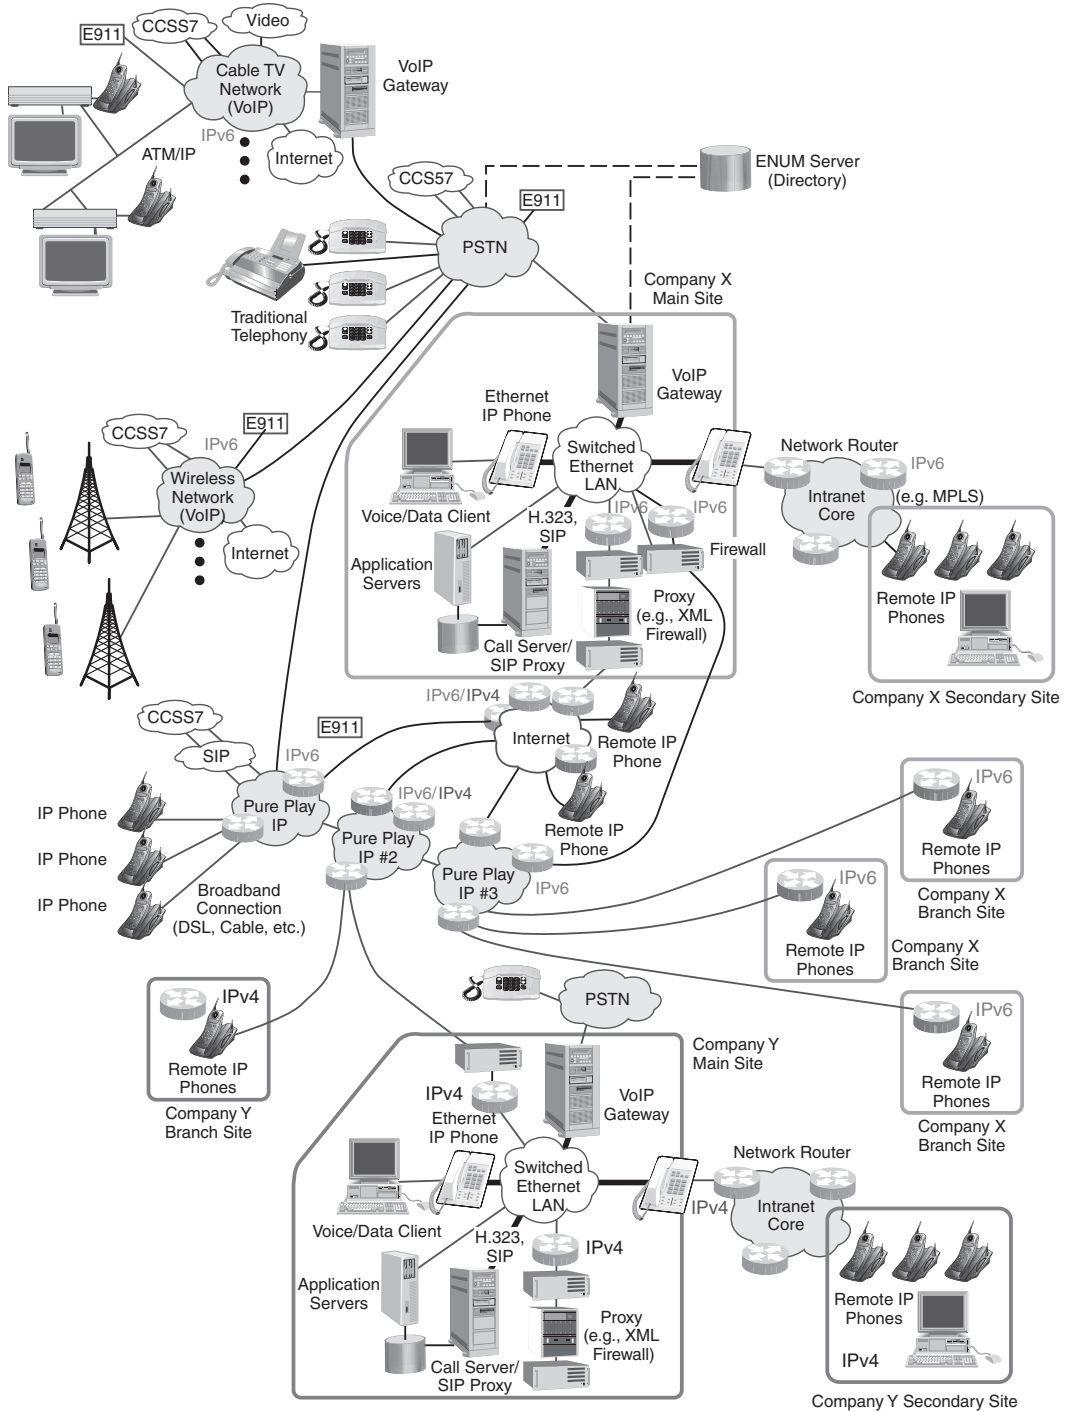 E911
CCSS7
Video
Cable TV
Network
(VoIP)
VoIP
Gateway
IPv6
Internet
ATM/IP
CCS57
E911
ENUM Server
(Directory)
PSTN
Traditional
Telephony
Company X
Main Site
VoIP
Gateway
Ethernet
IP Phone
CCSS7
IPv6
E911
Wireless
Network
(VoIP)
Internet
Switched
Ethernet
LAN
Voice/Data Client
H.323,
SIP
IPv6
IPv6
Firewall
Network Router
IPv6
Intranet
Core
(e.g. MPLS)
Application
Servers
Proxy
(e.g., XML
Firewall)
Call Server/
SIP Proxy
Remote IP
Phones
Company X Secondary Site
IPv6/IPv4
Internet
Remote IP
Phone
Remote IP
Phone
CCSS7
SIP
E911
IPv6
IP Phone
IP Phone
IP Phone
Pure Play
IP
IPv6/IPv4
Pure Play
IP #2
Pure Play
IP #3
IPv6
Broadband
Connection
(DSL, Cable, etc.)
IPv6
Remote IP
Phones
Company X
Branch Site
IPv6
Remote IP
Phones
Company X
Branch Site
IPv6
Remote IP
Phones
Company X
Branch Site
IPv4
Remote IP
Phones
Company Y
Branch Site
PSTN
Company Y
Main Site
IPv4
Ethernet
IP Phone
VoIP
Gateway
Switched
Ethernet
LAN
Voice/Data Client
H.323,
SIP
IPv4
IPv4
Network Router
Intranet
Core
Application
Servers
Proxy
(e.g., XML
Firewall)
Call Server/
SIP Proxy
Remote IP
Phones
IPv4
Company Y Secondary Site